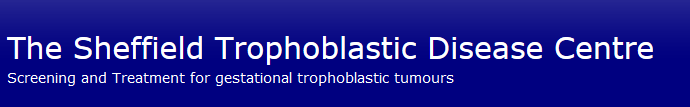 The Sheffield Trophoblastic Disease Centre
Screening and Treatment for gestational trophoblastic tumours